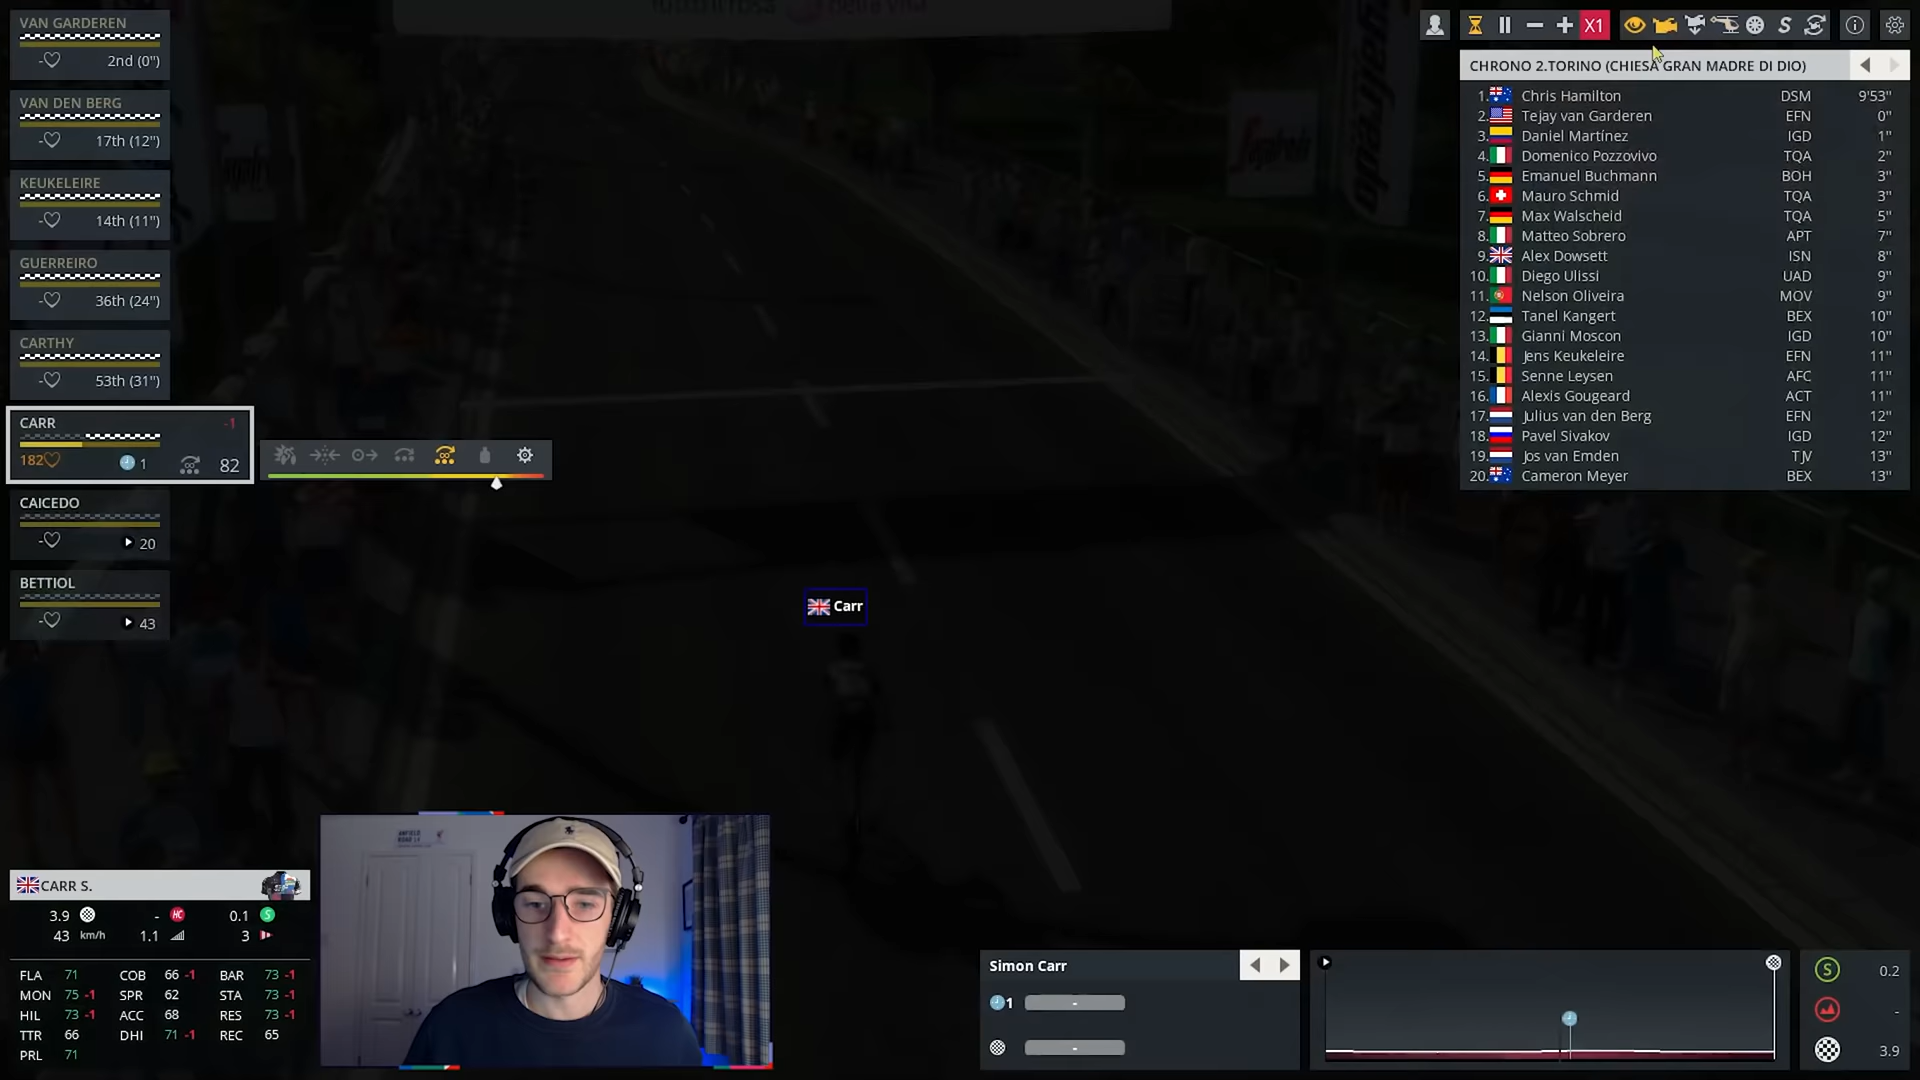 VAN GARDEREN
-♡ 2nd (0")
VAN DEN BERG
-♡ 17th (12")
KEUKELEIRE
-♡ 14th (11")
GUERREIRO
-♡ 36th (24")
CARTHY
-♡ 53th (31")
CARR -1
182♡ 1 82
CAICEDO
-♡ 20
BETTIOL
-♡ 43
X1
CHRONO 2.TORINO (CHIESA GRAN MADRE DI DIO)
1. Chris Hamilton DSM 9'53"
2. Tejay van Garderen EFN 0"
3. Daniel Martínez IGD 1"
4. Domenico Pozzovivo TQA 2"
5. Emanuel Buchmann BOH 3"
6. Mauro Schmid TQA 3"
7. Max Walscheid TQA 5"
8. Matteo Sobrero APT 7"
9. Alex Dowsett ISN 8"
10. Diego Ulissi UAD 9"
11. Nelson Oliveira MOV 9"
12. Tanel Kangert BEX 10"
13. Gianni Moscon IGD 10"
14. Jens Keukeleire EFN 11"
15. Senne Leysen AFC 11"
16. Alexis Gougeard ACT 11"
17. Julius van den Berg EFN 12"
18. Pavel Sivakov IGD 12"
19. Jos van Emden TJV 13"
20. Cameron Meyer BEX 13"
Carr
CARR S.
3.9 - HC 0.1 S
43 km/h 1.1 3
FLA 71 COB 66 -1 BAR 73 -1
MON 75 -1 SPR 62 STA 73 -1
HIL 73 -1 ACC 68 RES 73 -1
TTR 66 DHI 71 -1 REC 65
PRL 71
Simon Carr
1 -
-
S 0.2
-
3.9